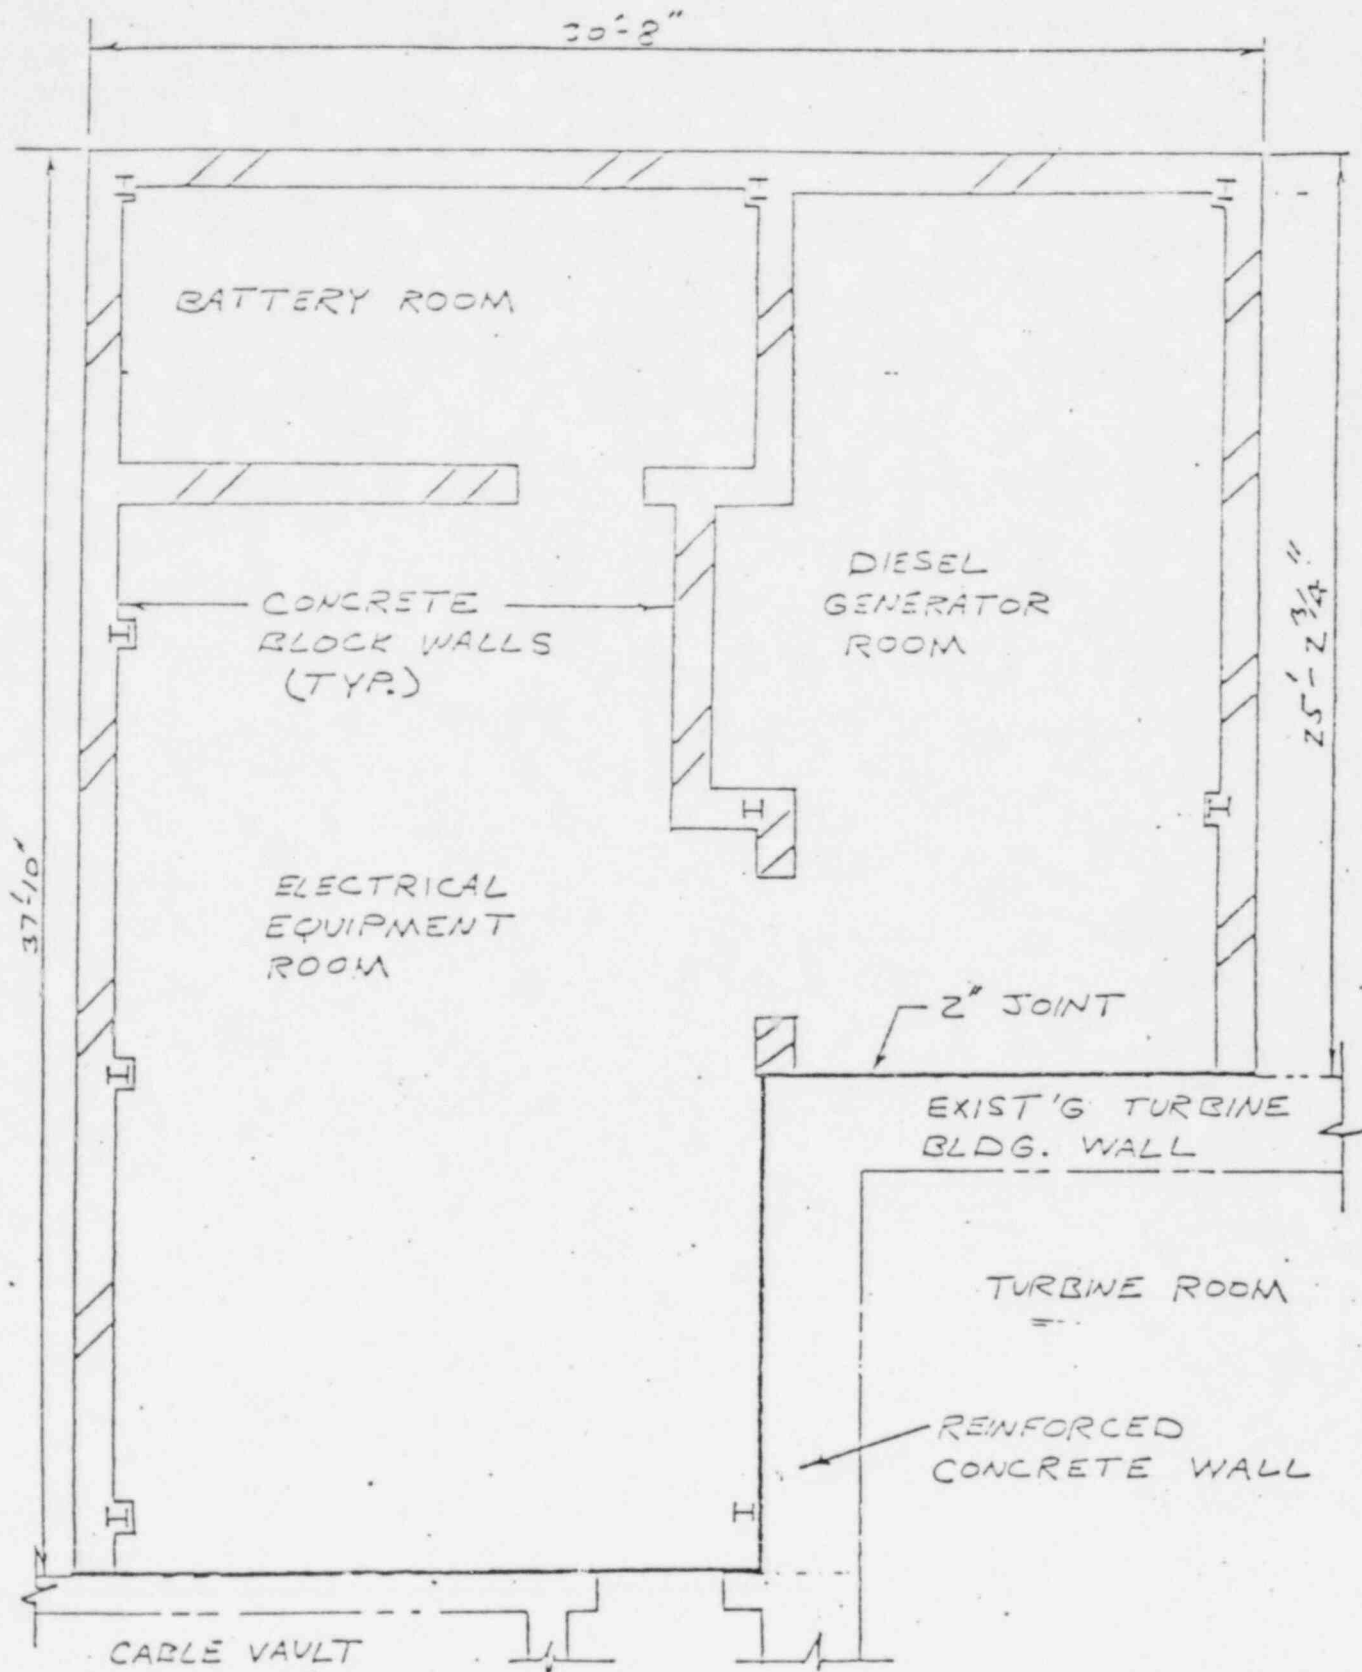 30'-8"
BATTERY ROOM
DIESEL
GENERATOR
ROOM
CONCRETE
BLOCK WALLS
(TYP.)
25'-2 3/4"
37'-10"
ELECTRICAL
EQUIPMENT
ROOM
2" JOINT
EXIST'G TURBINE
BLDG. WALL
TURBINE ROOM
REINFORCED
CONCRETE WALL
CABLE VAULT